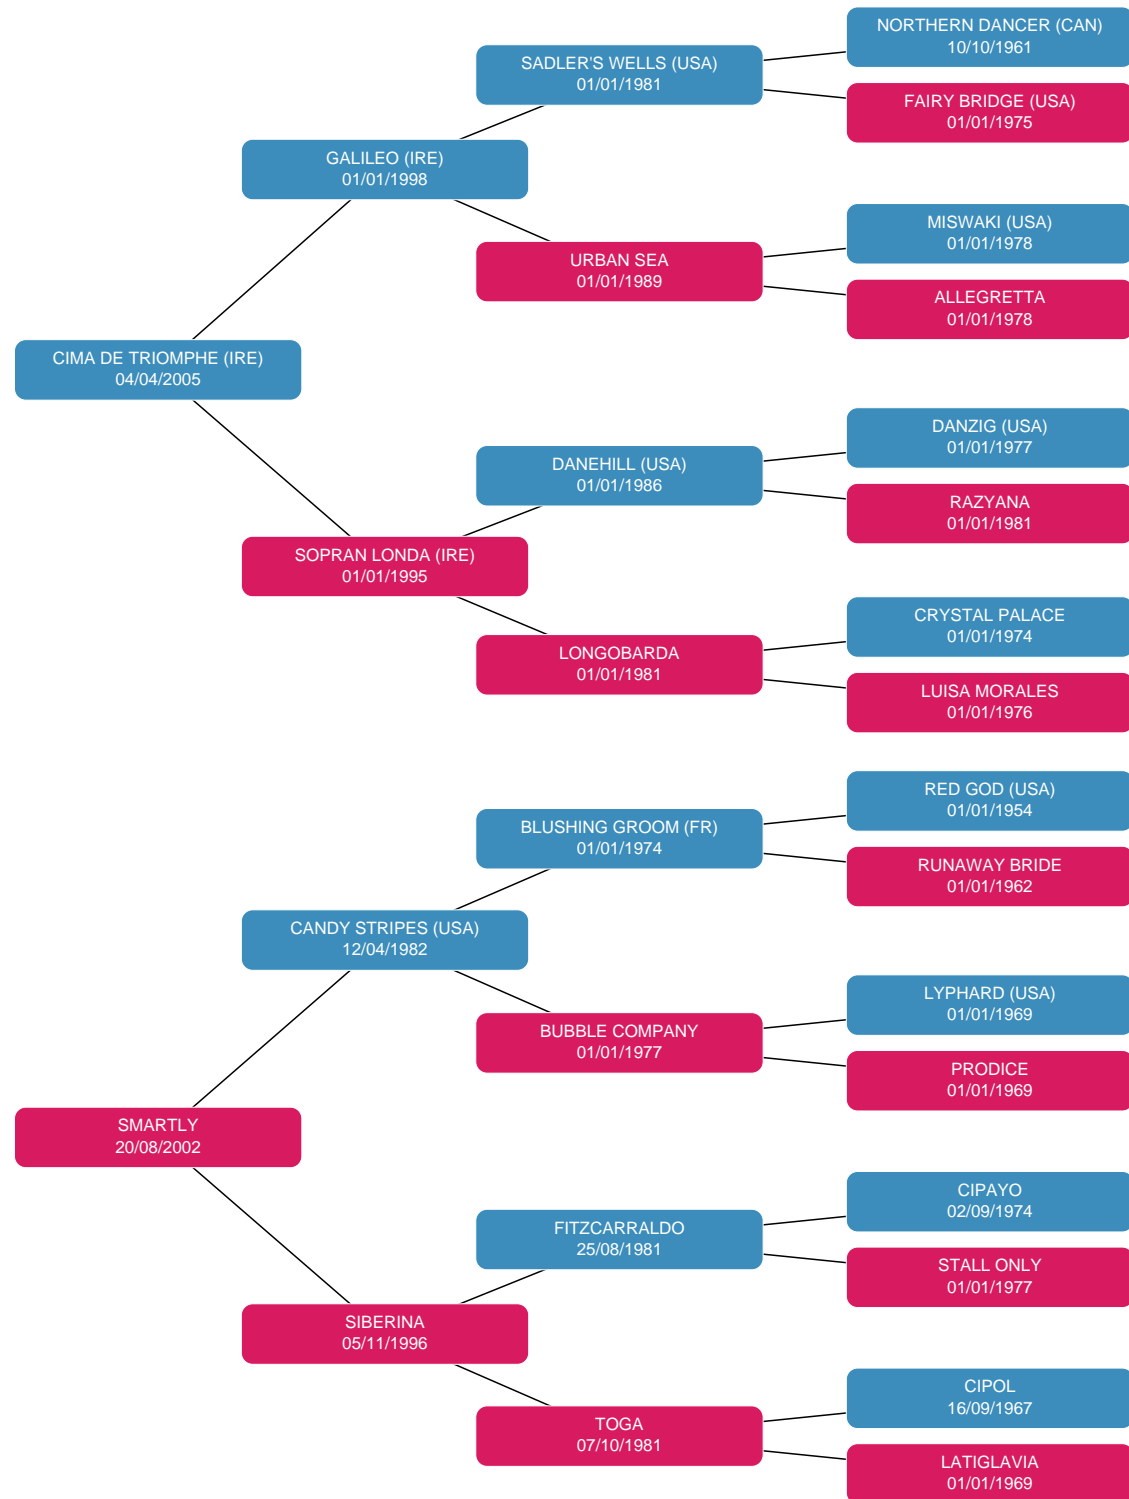 NORTHERN DANCER (CAN)
10/10/1961
SADLER'S WELLS (USA)
01/01/1981
FAIRY BRIDGE (USA)
01/01/1975
GALILEO (IRE)
01/01/1998
MISWAKI (USA)
01/01/1978
URBAN SEA
01/01/1989
ALLEGRETTA
01/01/1978
CIMA DE TRIOMPHE (IRE)
04/04/2005
DANZIG (USA)
01/01/1977
DANEHILL (USA)
01/01/1986
RAZYANA
01/01/1981
SOPRAN LONDA (IRE)
01/01/1995
CRYSTAL PALACE
01/01/1974
LONGOBARDA
01/01/1981
LUISA MORALES
01/01/1976
RED GOD (USA)
01/01/1954
BLUSHING GROOM (FR)
01/01/1974
RUNAWAY BRIDE
01/01/1962
CANDY STRIPES (USA)
12/04/1982
LYPHARD (USA)
01/01/1969
BUBBLE COMPANY
01/01/1977
PRODICE
01/01/1969
SMARTLY
20/08/2002
CIPAYO
02/09/1974
FITZCARRALDO
25/08/1981
STALL ONLY
01/01/1977
SIBERINA
05/11/1996
CIPOL
16/09/1967
TOGA
07/10/1981
LATIGLAVIA
01/01/1969